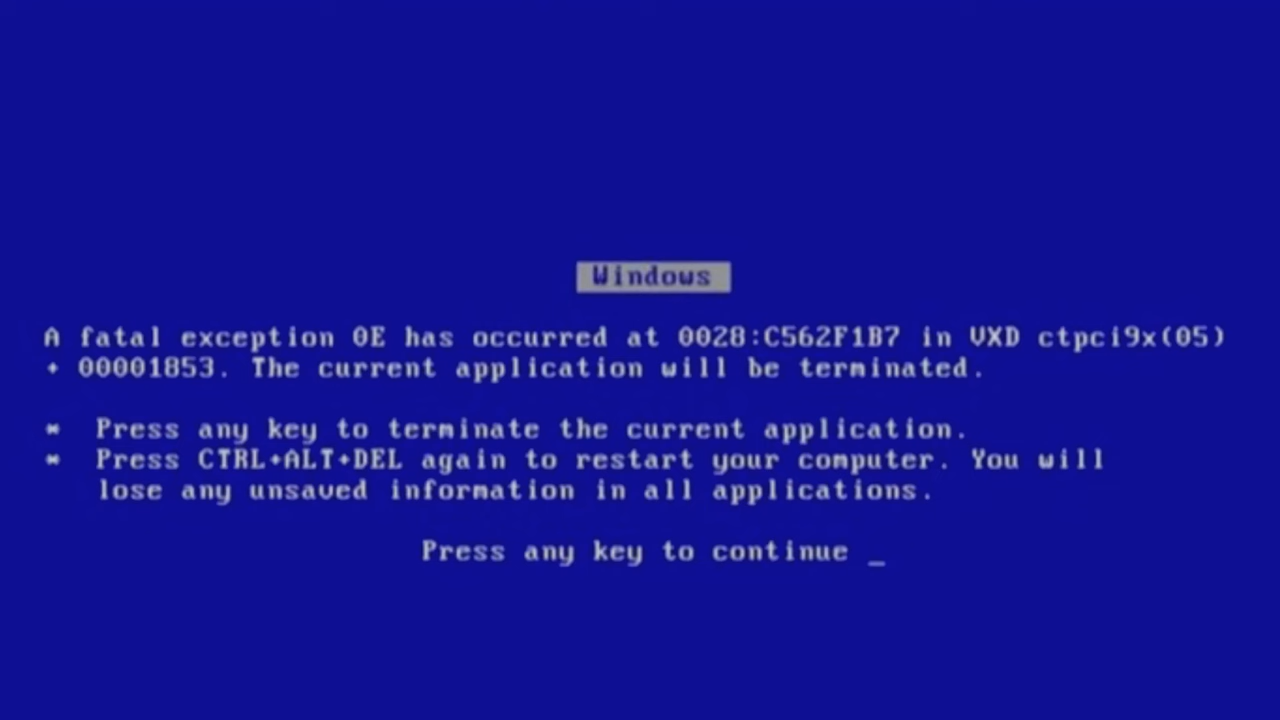 Windows
A fatal exception 0E has occurred at 0028:C562F1B7 in VXD ctpci9x(05)
+ 00001853. The current application will be terminated.
* Press any key to terminate the current application.
* Press CTRL+ALT+DEL again to restart your computer. You will
lose any unsaved information in all applications.
Press any key to continue _